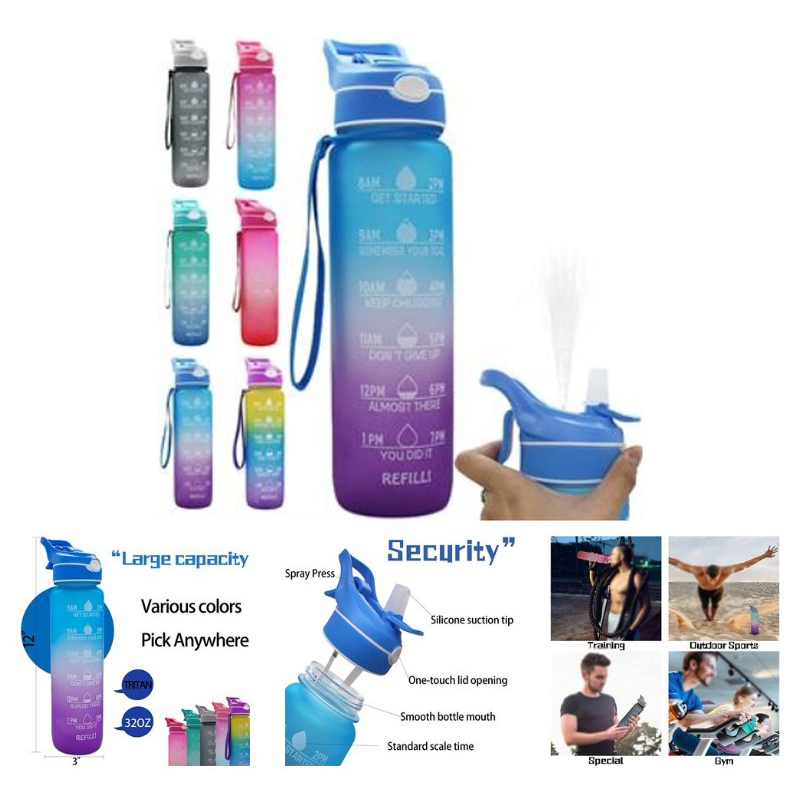 8AM 2PM
GET STARTED
9AM 3PM
REMEMBER YOUR GOAL
10AM 4PM
KEEP CHUGGING
11AM 5PM
DON'T GIVE UP
12PM 6PM
ALMOST THERE
1PM 7PM
YOU DID IT
REFILL!
“Large capacity
Various colors
Pick Anywhere
12"
TRITAN
32OZ
3"
REFILL!
Security”
Spray Press
Silicone suction tip
One-touch lid opening
Smooth bottle mouth
Standard scale time
2PM
Training
Outdoor Sports
Special
Gym